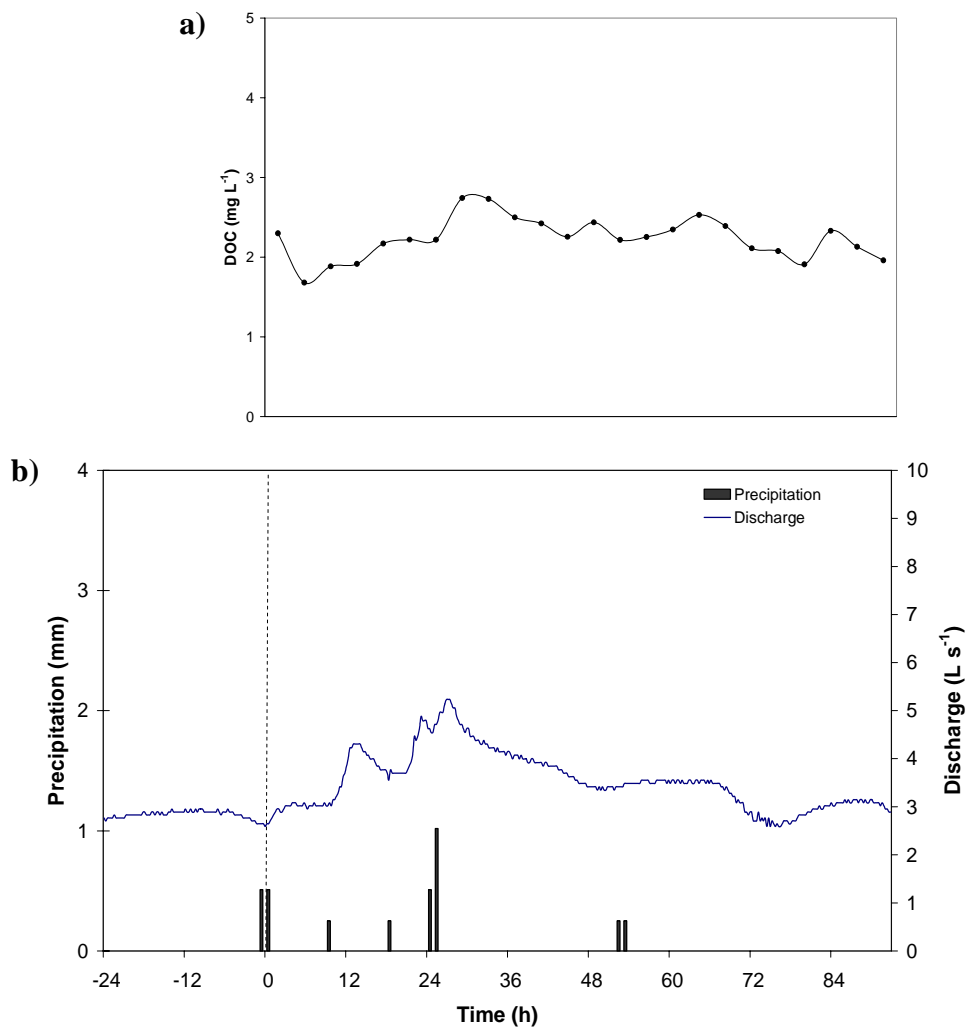 a)
5
4
3
2
1
0
DOC (mg L⁻¹)
b)
4
3
2
1
0
Precipitation (mm)
Precipitation
Discharge
10
9
8
7
6
5
4
3
2
1
0
Discharge (L s⁻¹)
-24 -12 0 12 24 36 48 60 72 84
Time (h)